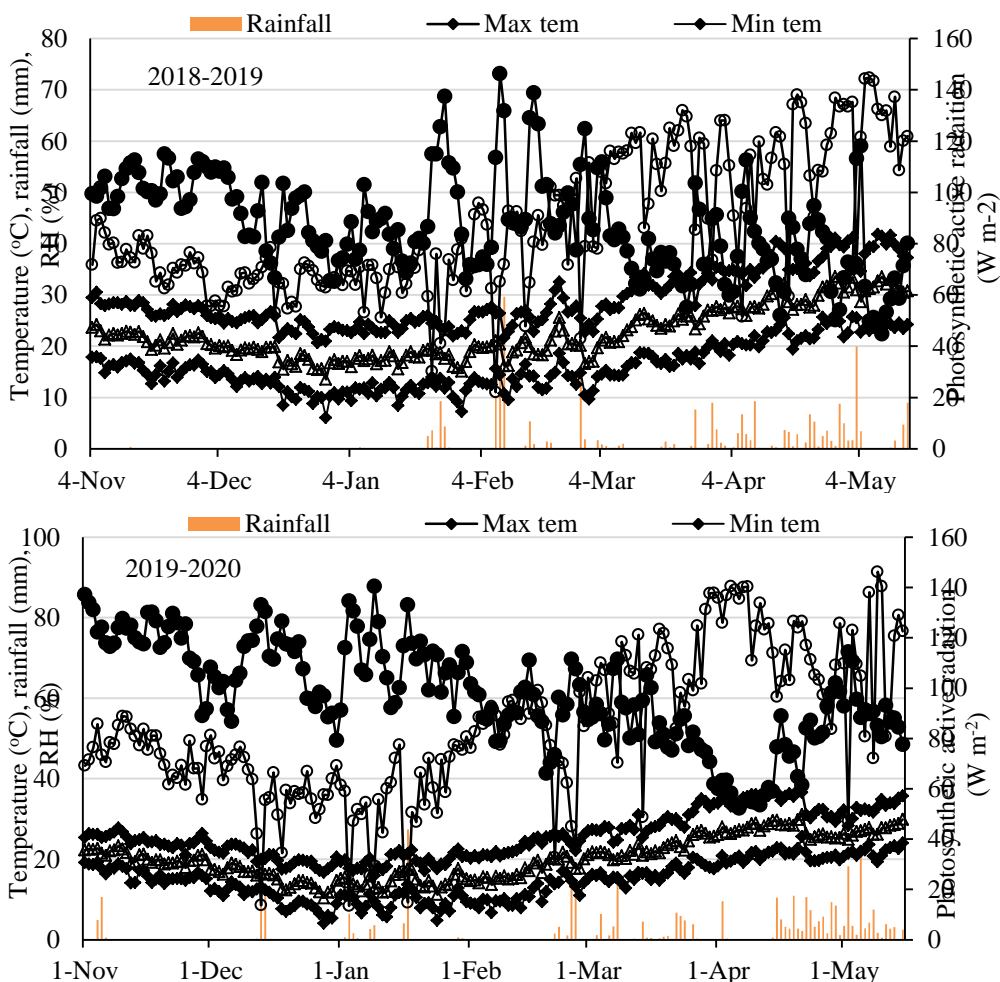 Rainfall Max tem Min tem
2018-2019
Temperature (ºC), rainfall (mm),
RH (%)
80
70
60
50
40
30
20
10
0
160
140
120
100
80
60
40
20
0
Photosynthetic active radaition
(W m-2)
4-Nov 4-Dec 4-Jan 4-Feb 4-Mar 4-Apr 4-May
Rainfall Max tem Min tem
2019-2020
Temperature (ºC), rainfall (mm),
RH (%)
100
80
60
40
20
0
160
140
120
100
80
60
40
20
0
Photosynthetic active radation
(W m-2)
1-Nov 1-Dec 1-Jan 1-Feb 1-Mar 1-Apr 1-May